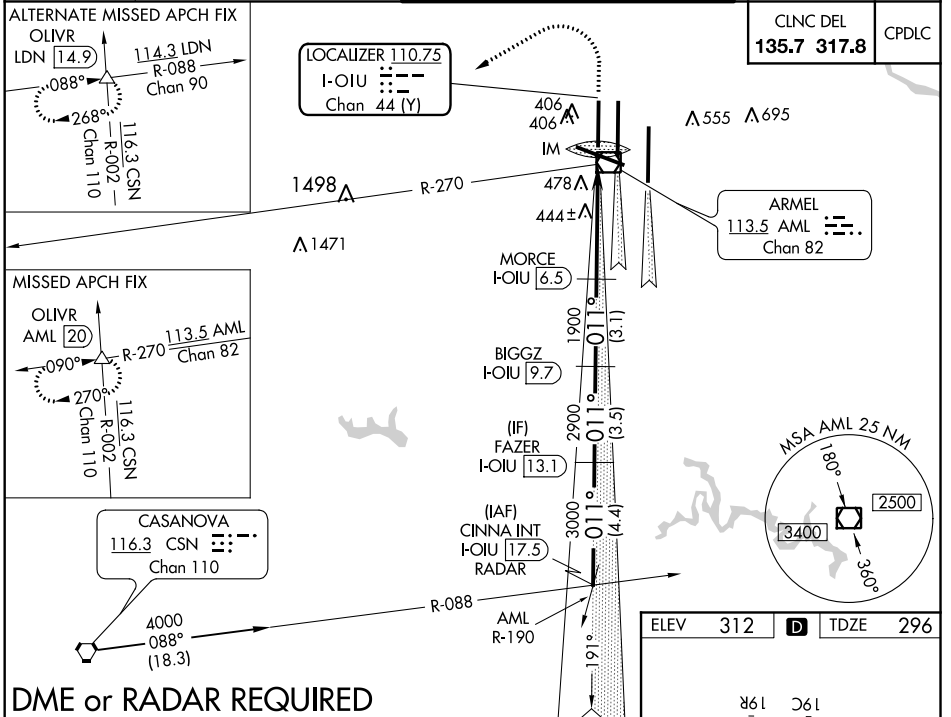 ALTERNATE MISSED APCH FIX
OLIVR
LDN 14.9
114.3 LDN
R-088
Chan 90
088°
268°
116.3 CSN
R-002
Chan 110
LOCALIZER 110.75
I-OIU
Chan 44 (Y)
CLNC DEL
135.7 317.8
CPDLC
406
406
555
695
IM
1498
R-270
478
444±
1471
ARMEL
113.5 AML
Chan 82
MISSED APCH FIX
OLIVR
AML 20
113.5 AML
R-270
Chan 82
090°
270°
116.3 CSN
R-002
Chan 110
MORCE
I-OIU 6.5
1900
011°
(3.1)
BIGGZ
I-OIU 9.7
2900
011°
(3.5)
(IF)
FAZER
I-OIU 13.1
3000
011°
(4.4)
(IAF)
CINNA INT
I-OIU 17.5
RADAR
MSA AML 25 NM
180°
2500
3400
360°
CASANOVA
116.3 CSN
Chan 110
R-088
4000
088°
(18.3)
AML
R-190
191°
DME or RADAR REQUIRED
ELEV 312 D TDZE 296
19R 19C